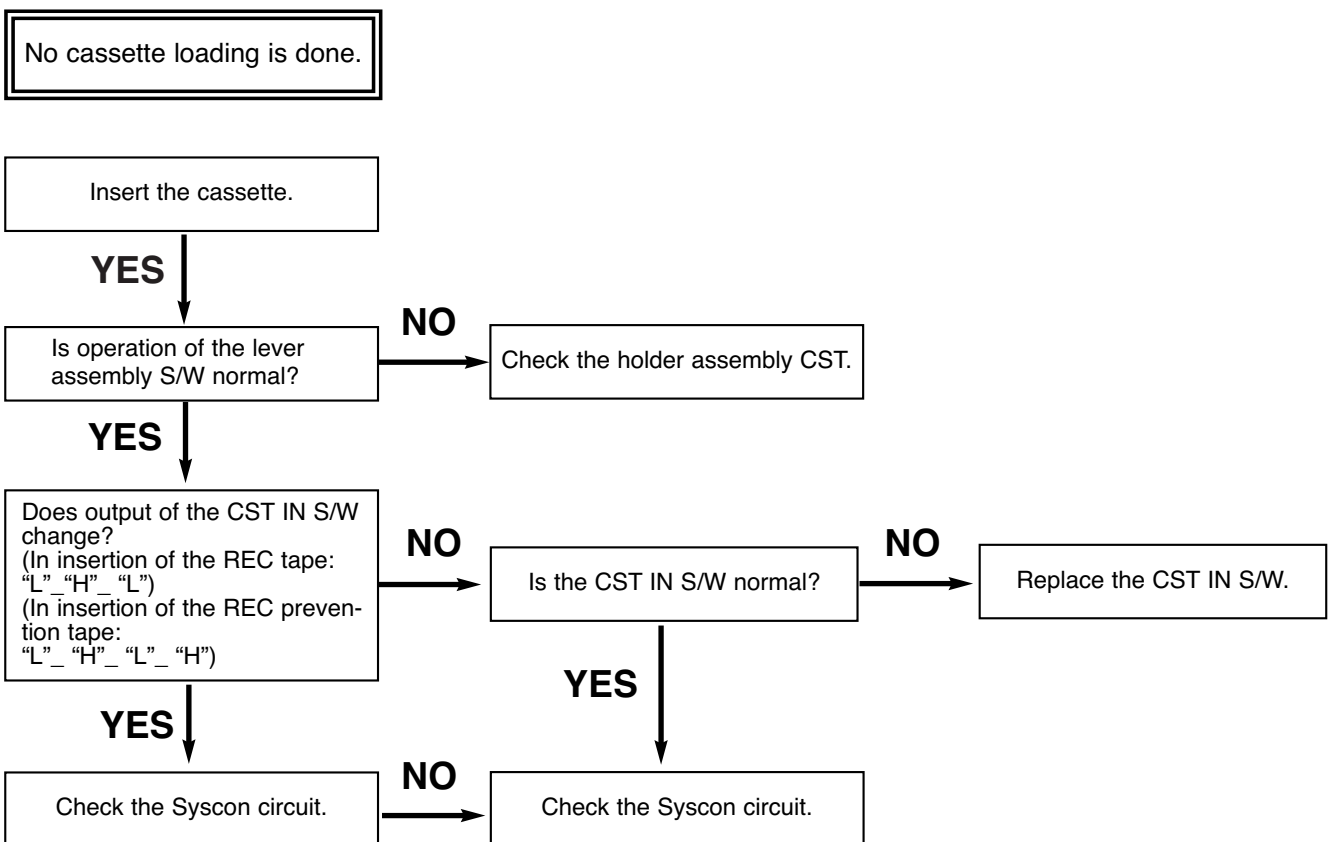 No cassette loading is done.
Insert the cassette.
YES
Is operation of the lever
assembly S/W normal?
NO
Check the holder assembly CST.
YES
Does output of the CST IN S/W
change?
(In insertion of the REC tape:
“L”_“H”_ “L”)
(In insertion of the REC preven-
tion tape:
“L”_ “H”_ “L”_ “H”)
NO
Is the CST IN S/W normal?
NO
Replace the CST IN S/W.
YES
YES
Check the Syscon circuit.
NO
Check the Syscon circuit.